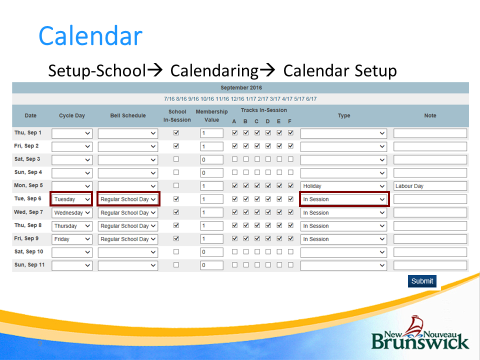 Calendar
Setup-School→ Calendaring→ Calendar Setup
September 2016
7/16 8/16 9/16 10/16 11/16 12/16 1/17 2/17 3/17 4/17 5/17 6/17
Date Cycle Day Bell Schedule School In-Session Membership Value Tracks In-Session A B C D E F Type Note
Thu, Sep 1 1
Fri, Sep 2 1
Sat, Sep 3 0
Sun, Sep 4 0
Mon, Sep 5 1 Holiday Labour Day
Tue, Sep 6 Tuesday Regular School Day 1 In Session
Wed, Sep 7 Wednesday Regular School Day 1 In Session
Thu, Sep 8 Thursday Regular School Day 1 In Session
Fri, Sep 9 Friday Regular School Day 1 In Session
Sat, Sep 10 0
Sun, Sep 11 0
Submit
New Nouveau
Brunswick